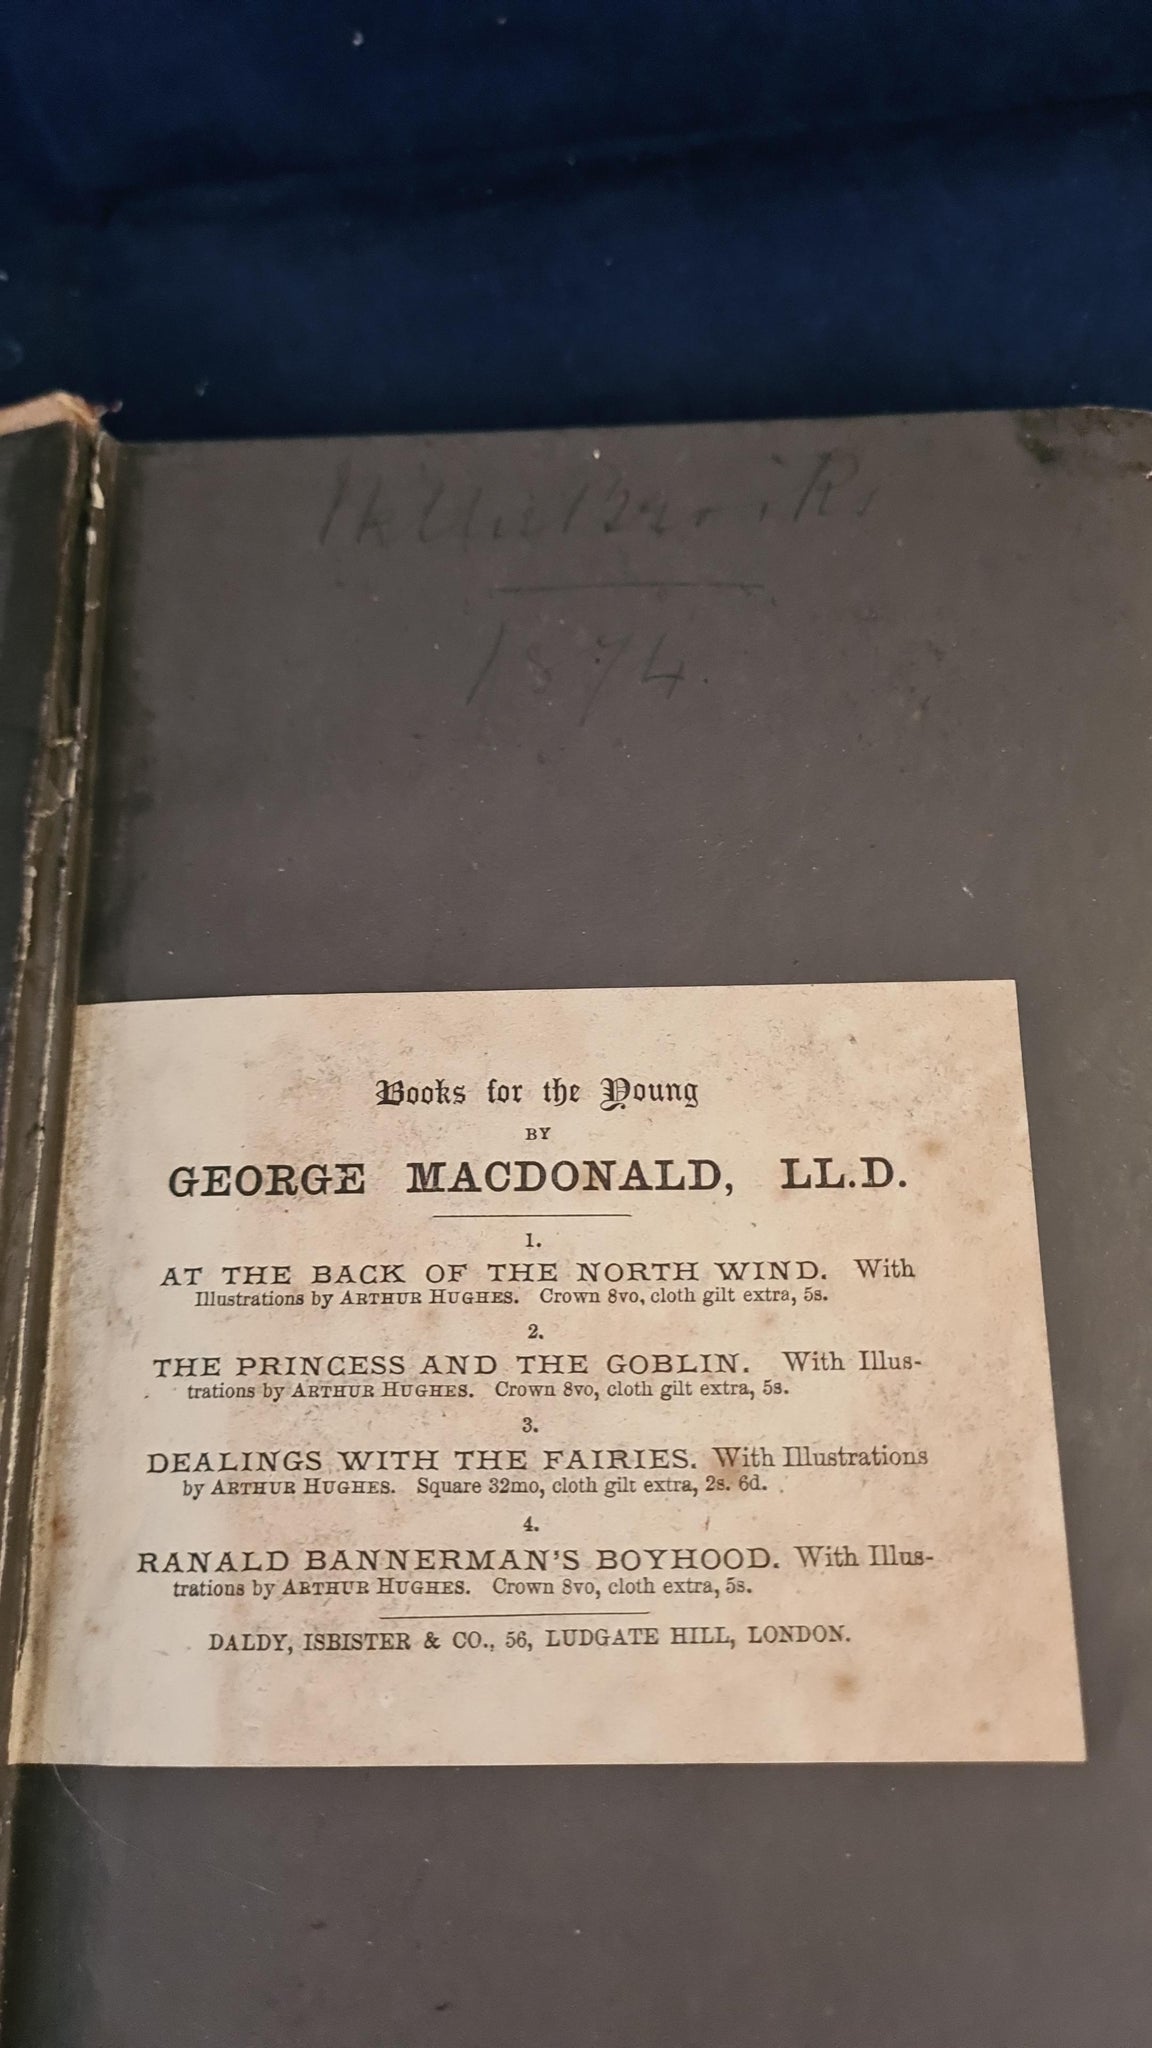 1874.
Books for the Young
BY
GEORGE MACDONALD, LL.D.
1.
AT THE BACK OF THE NORTH WIND. With
Illustrations by ARTHUR HUGHES. Crown 8vo, cloth gilt extra, 5s.
2.
THE PRINCESS AND THE GOBLIN. With Illus-
trations by ARTHUR HUGHES. Crown 8vo, cloth gilt extra, 5s.
3.
DEALINGS WITH THE FAIRIES. With Illustrations
by ARTHUR HUGHES. Square 32mo, cloth gilt extra, 2s. 6d.
4.
RANALD BANNERMAN'S BOYHOOD. With Illus-
trations by ARTHUR HUGHES. Crown 8vo, cloth extra, 5s.
DALDY, ISBISTER & CO., 56, LUDGATE HILL, LONDON.